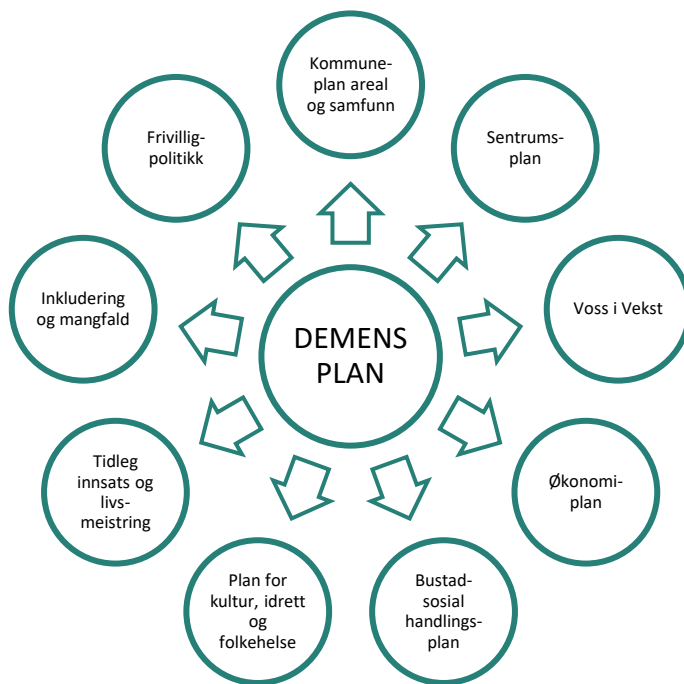 Kommune-
plan areal
og samfunn
Sentrums-
plan
Voss i Vekst
Økonomi-
plan
Bustad-
sosial
handlings-
plan
Plan for
kultur, idrett
og
folkehelse
Tidleg
innsats og
livs-
meistring
Inkludering
og mangfald
Frivillig-
politikk
DEMENS
PLAN